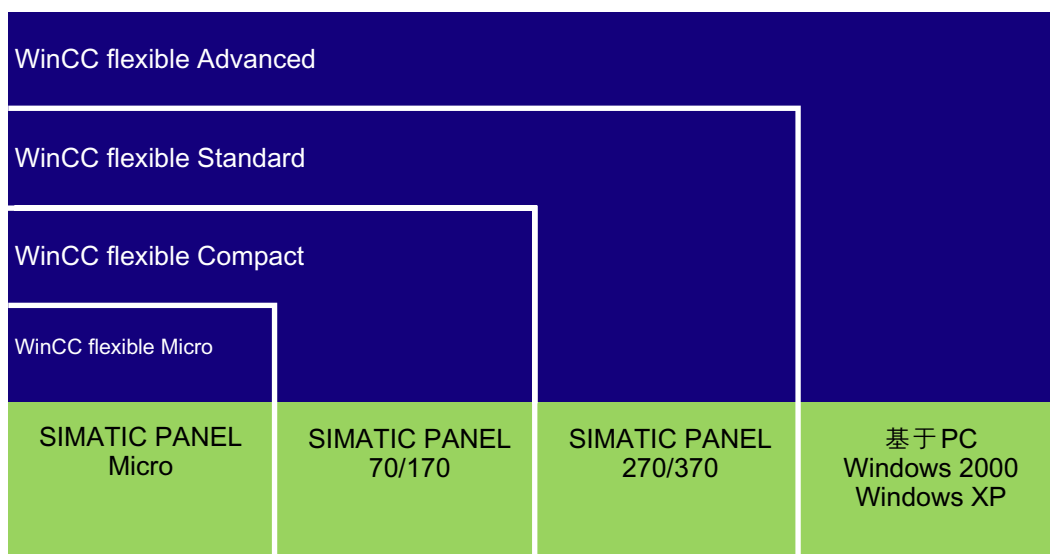 WinCC flexible Advanced
WinCC flexible Standard
WinCC flexible Compact
WinCC flexible Micro
SIMATIC PANEL
Micro
SIMATIC PANEL
70/170
SIMATIC PANEL
270/370
基于PC
Windows 2000
Windows XP